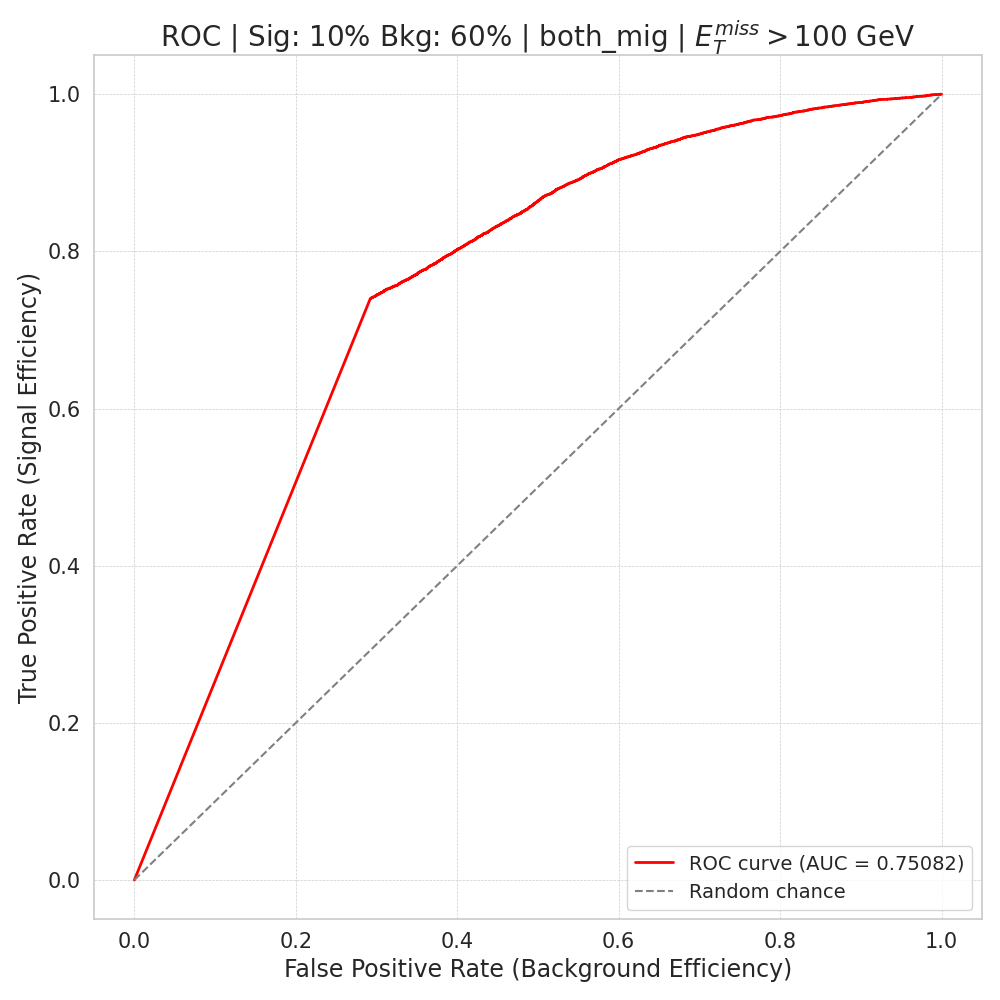 ROC | Sig: 10% Bkg: 60% | both_mig | $E_T^{miss} > 100$ GeV
True Positive Rate (Signal Efficiency)
1.0
0.8
0.6
0.4
0.2
0.0
ROC curve (AUC = 0.75082)
Random chance
0.0 0.2 0.4 0.6 0.8 1.0
False Positive Rate (Background Efficiency)